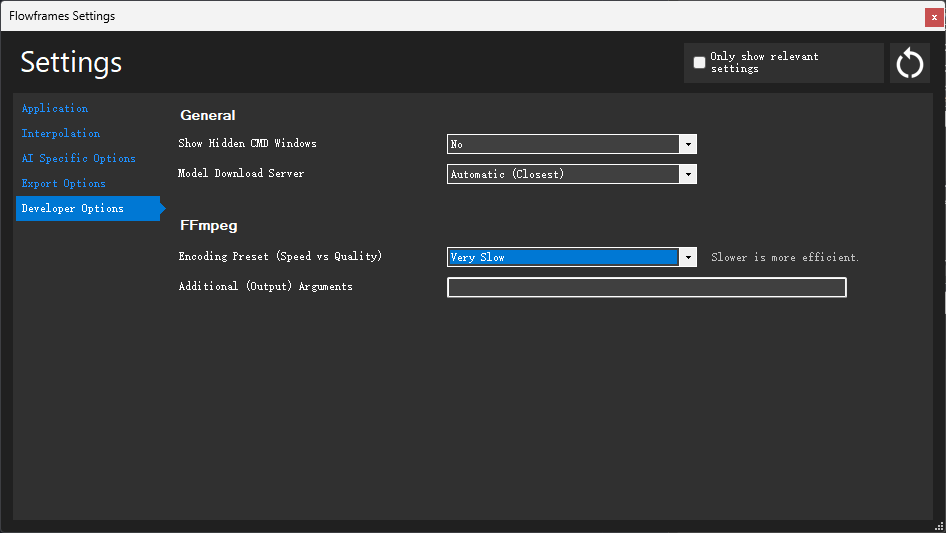 Flowframes Settings
x
Settings
Only show relevant
settings
Application
Interpolation
AI Specific Options
Export Options
Developer Options
General
Show Hidden CMD Windows
No
Model Download Server
Automatic (Closest)
FFmpeg
Encoding Preset (Speed vs Quality)
Very Slow
Slower is more efficient.
Additional (Output) Arguments